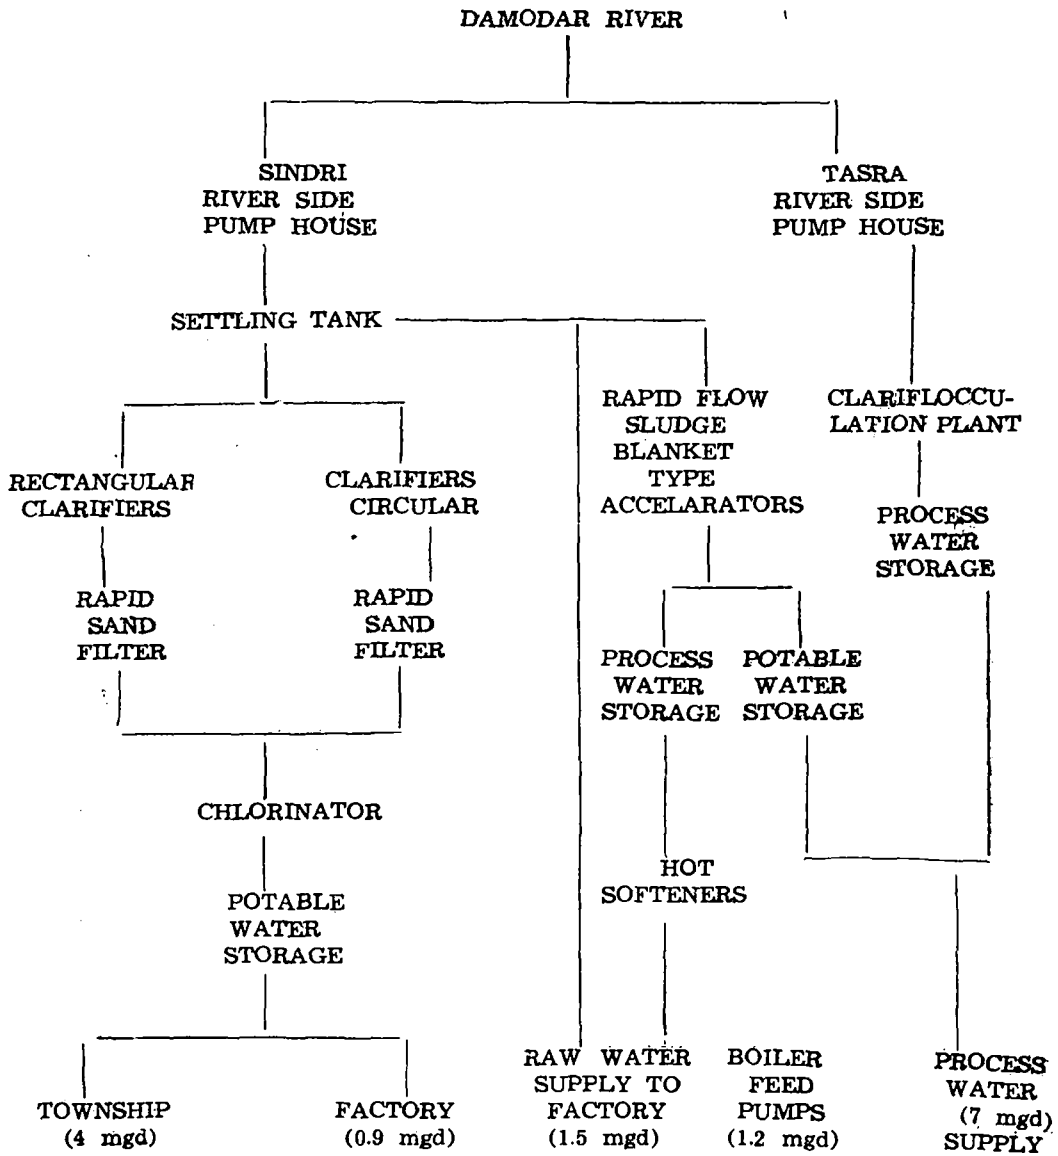 DAMODAR RIVER
SINDRI
RIVER SIDE
PUMP HOUSE
TASRA
RIVER SIDE
PUMP HOUSE
SETTLING TANK
RECTANGULAR
CLARIFIERS
CLARIFIERS
CIRCULAR
RAPID FLOW
SLUDGE
BLANKET
TYPE
ACCELARATORS
CLARIFLOCCU-
LATION PLANT
PROCESS
WATER
STORAGE
RAPID
SAND
FILTER
RAPID
SAND
FILTER
PROCESS
WATER
STORAGE
POTABLE
WATER
STORAGE
CHLORINATOR
HOT
SOFTENERS
POTABLE
WATER
STORAGE
TOWNSHIP
(4 mgd)
FACTORY
(0.9 mgd)
RAW WATER
SUPPLY TO
FACTORY
(1.5 mgd)
BOILER
FEED
PUMPS
(1.2 mgd)
PROCESS
WATER
(7 mgd)
SUPPLY